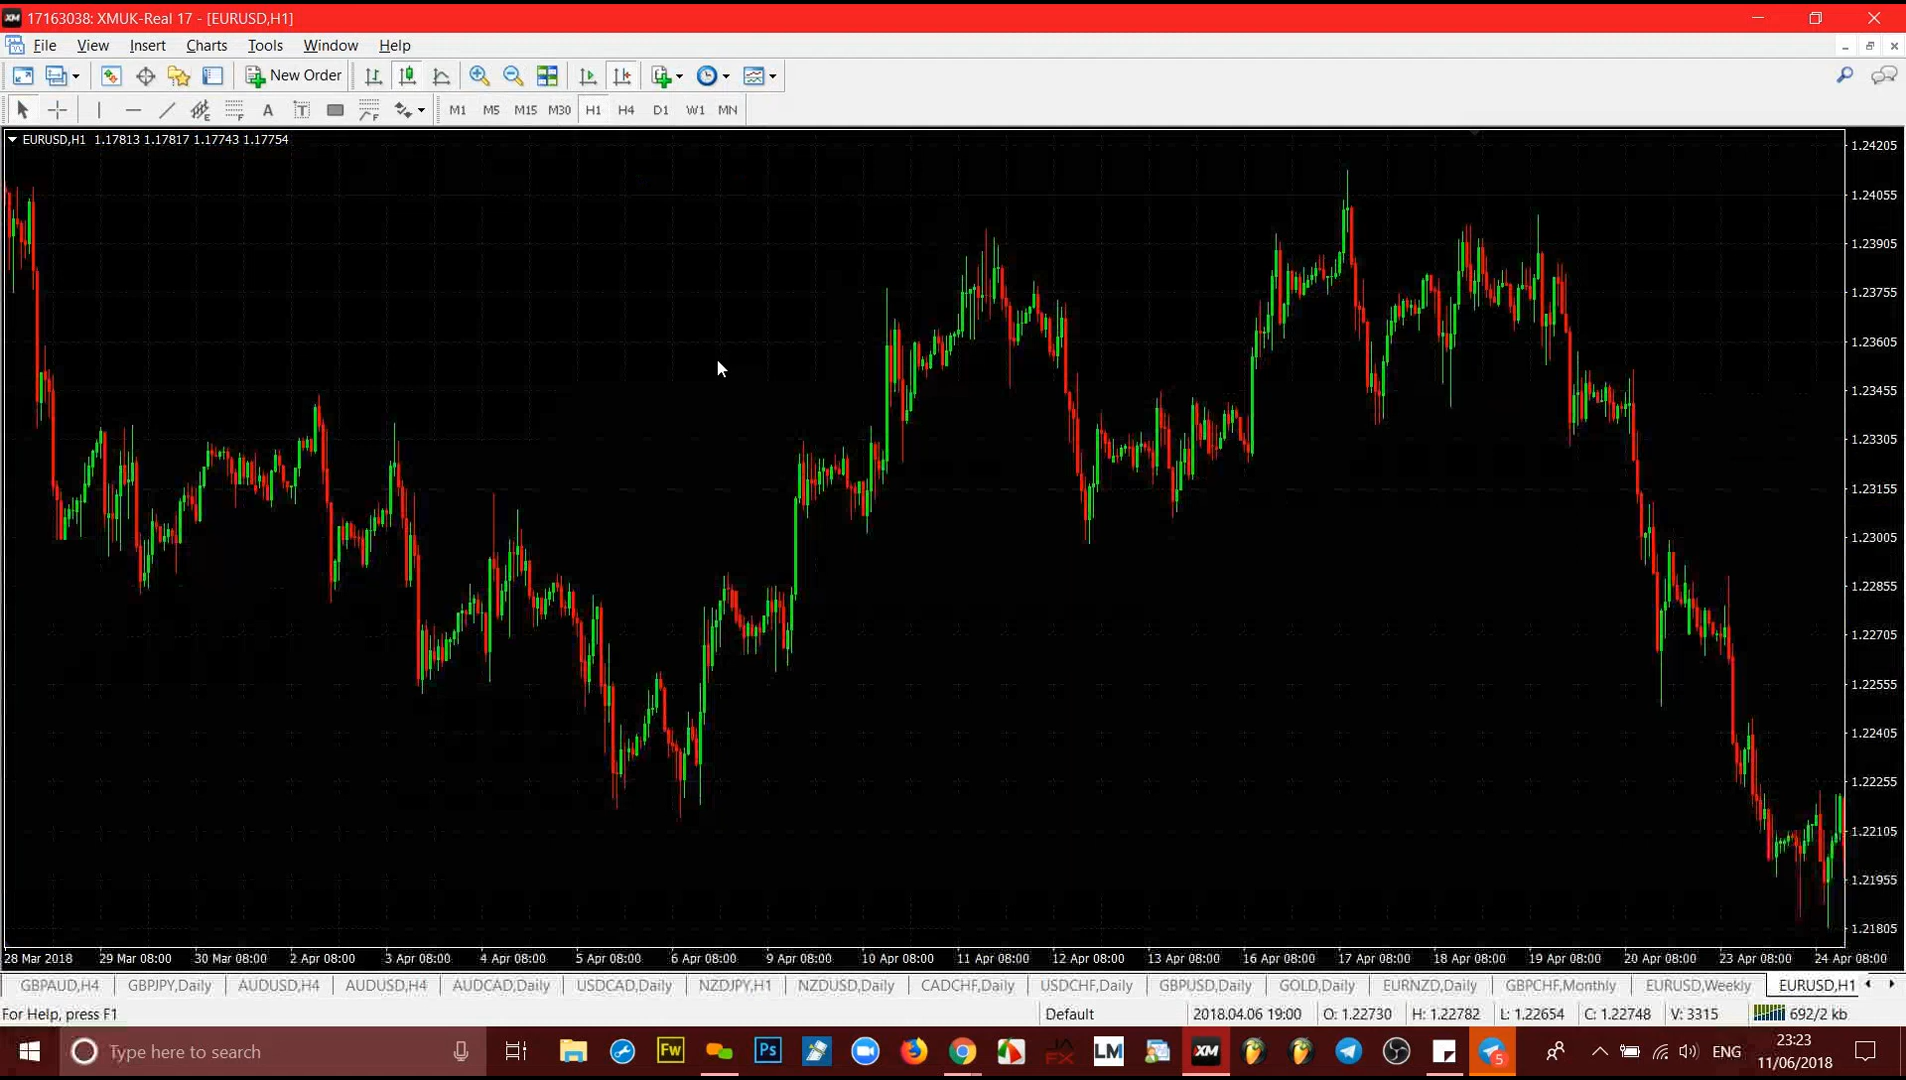 17163038: XMUK-Real 17 - [EURUSD,H1]
File View Insert Charts Tools Window Help
New Order
M1 M5 M15 M30 H1 H4 D1 W1 MN
EURUSD,H1 1.17813 1.17817 1.17743 1.17754
1.24205
1.24055
1.23905
1.23755
1.23605
1.23455
1.23305
1.23155
1.23005
1.22855
1.22705
1.22555
1.22405
1.22255
1.22105
1.21955
1.21805
28 Mar 2018 29 Mar 08:00 30 Mar 08:00 2 Apr 08:00 3 Apr 08:00 4 Apr 08:00 5 Apr 08:00 6 Apr 08:00 9 Apr 08:00 10 Apr 08:00 11 Apr 08:00 12 Apr 08:00 13 Apr 08:00 16 Apr 08:00 17 Apr 08:00 18 Apr 08:00 19 Apr 08:00 20 Apr 08:00 23 Apr 08:00 24 Apr 08:00
GBPAUD,H4 GBPJPY,Daily AUDUSD,H4 AUDUSD,H4 AUDCAD,Daily USDCAD,Daily NZDJPY,H1 NZDUSD,Daily CADCHF,Daily USDCHF,Daily GBPUSD,Daily GOLD,Daily EURNZD,Daily GBPCHF,Monthly EURUSD,Weekly EURUSD,H1
For Help, press F1 Default 2018.04.06 19:00 O: 1.22730 H: 1.22782 L: 1.22654 C: 1.22748 V: 3315 692/2 kb
Type here to search Fw Ps LM XM 5 ENG 23:23
11/06/2018